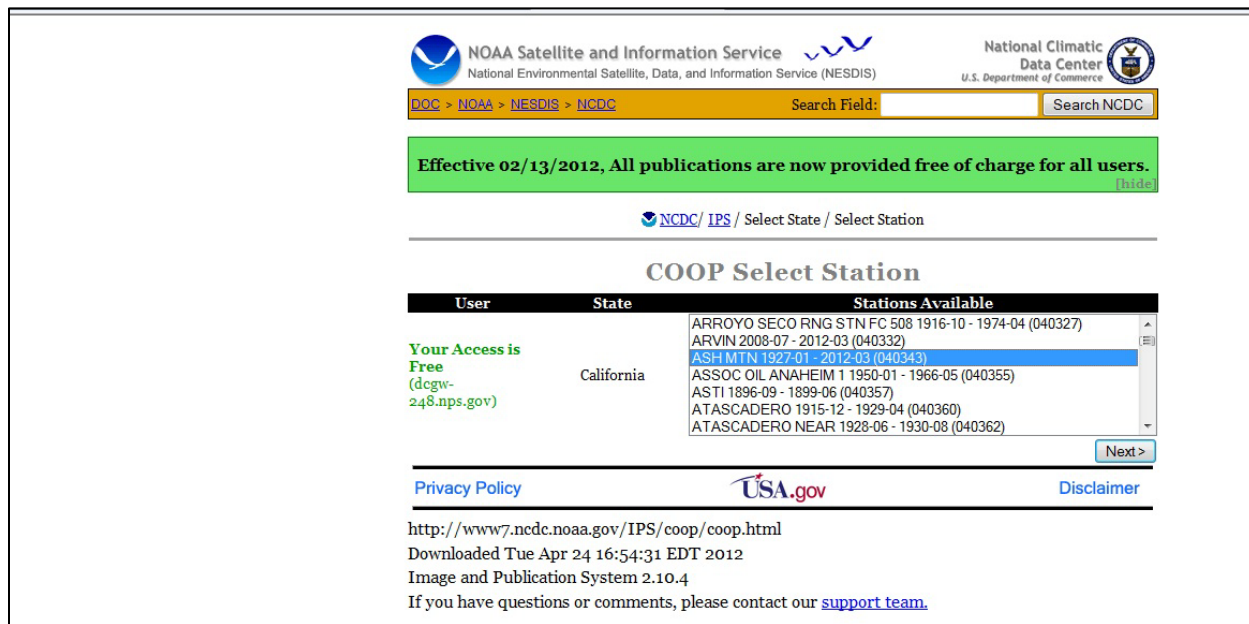 NOAA Satellite and Information Service
National Environmental Satellite, Data, and Information Service (NESDIS)
National Climatic
Data Center
U.S. Department of Commerce
DOC > NOAA > NESDIS > NCDC
Search Field:
Search NCDC
Effective 02/13/2012, All publications are now provided free of charge for all users.
[hide]
NCDC/ IPS / Select State / Select Station
COOP Select Station
User State Stations Available
Your Access is
Free
(dcgw-
248.nps.gov)
California
ARROYO SECO RNG STN FC 508 1916-10 - 1974-04 (040327)
ARVIN 2008-07 - 2012-03 (040332)
ASH MTN 1927-01 - 2012-03 (040343)
ASSOC OIL ANAHEIM 1 1950-01 - 1966-05 (040355)
ASTI 1896-09 - 1899-06 (040357)
ATASCADERO 1915-12 - 1929-04 (040360)
ATASCADERO NEAR 1928-06 - 1930-08 (040362)
Next >
Privacy Policy
USA.gov
Disclaimer
http://www7.ncdc.noaa.gov/IPS/coop/coop.html
Downloaded Tue Apr 24 16:54:31 EDT 2012
Image and Publication System 2.10.4
If you have questions or comments, please contact our support team.